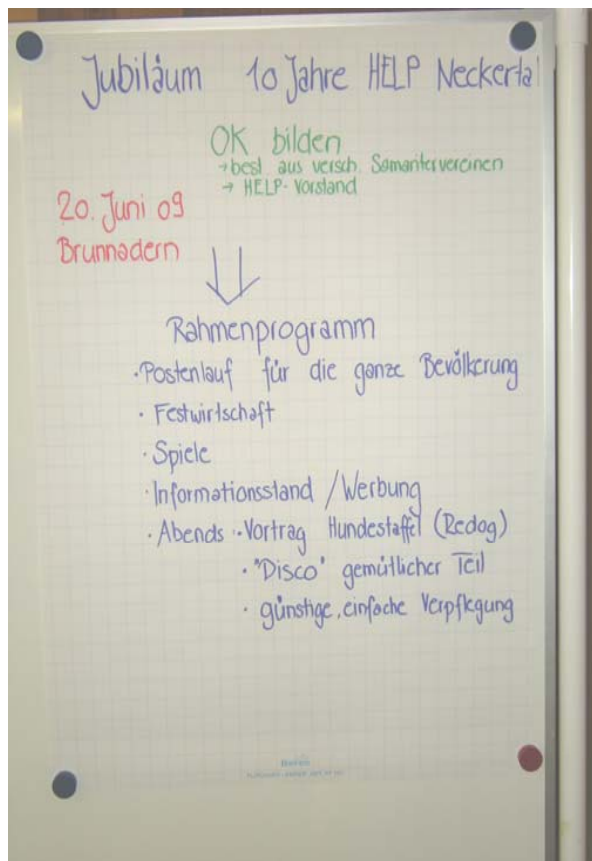 Jubiläum 10 Jahre HELP Neckertal
OK bilden
→best aus versch. Samaritervereinen
→ HELP-Vorstand
20. Juni 09
Brunnadern
Rahmenprogramm
·Postenlauf für die ganze Bevölkerung
· Festwirtschaft
· Spiele
·Informationsstand / Werbung
·Abends ·Vortrag Hundestaffel (Redog)
· "Disco" gemütlicher Teil
· günstige, einfache Verpflegung